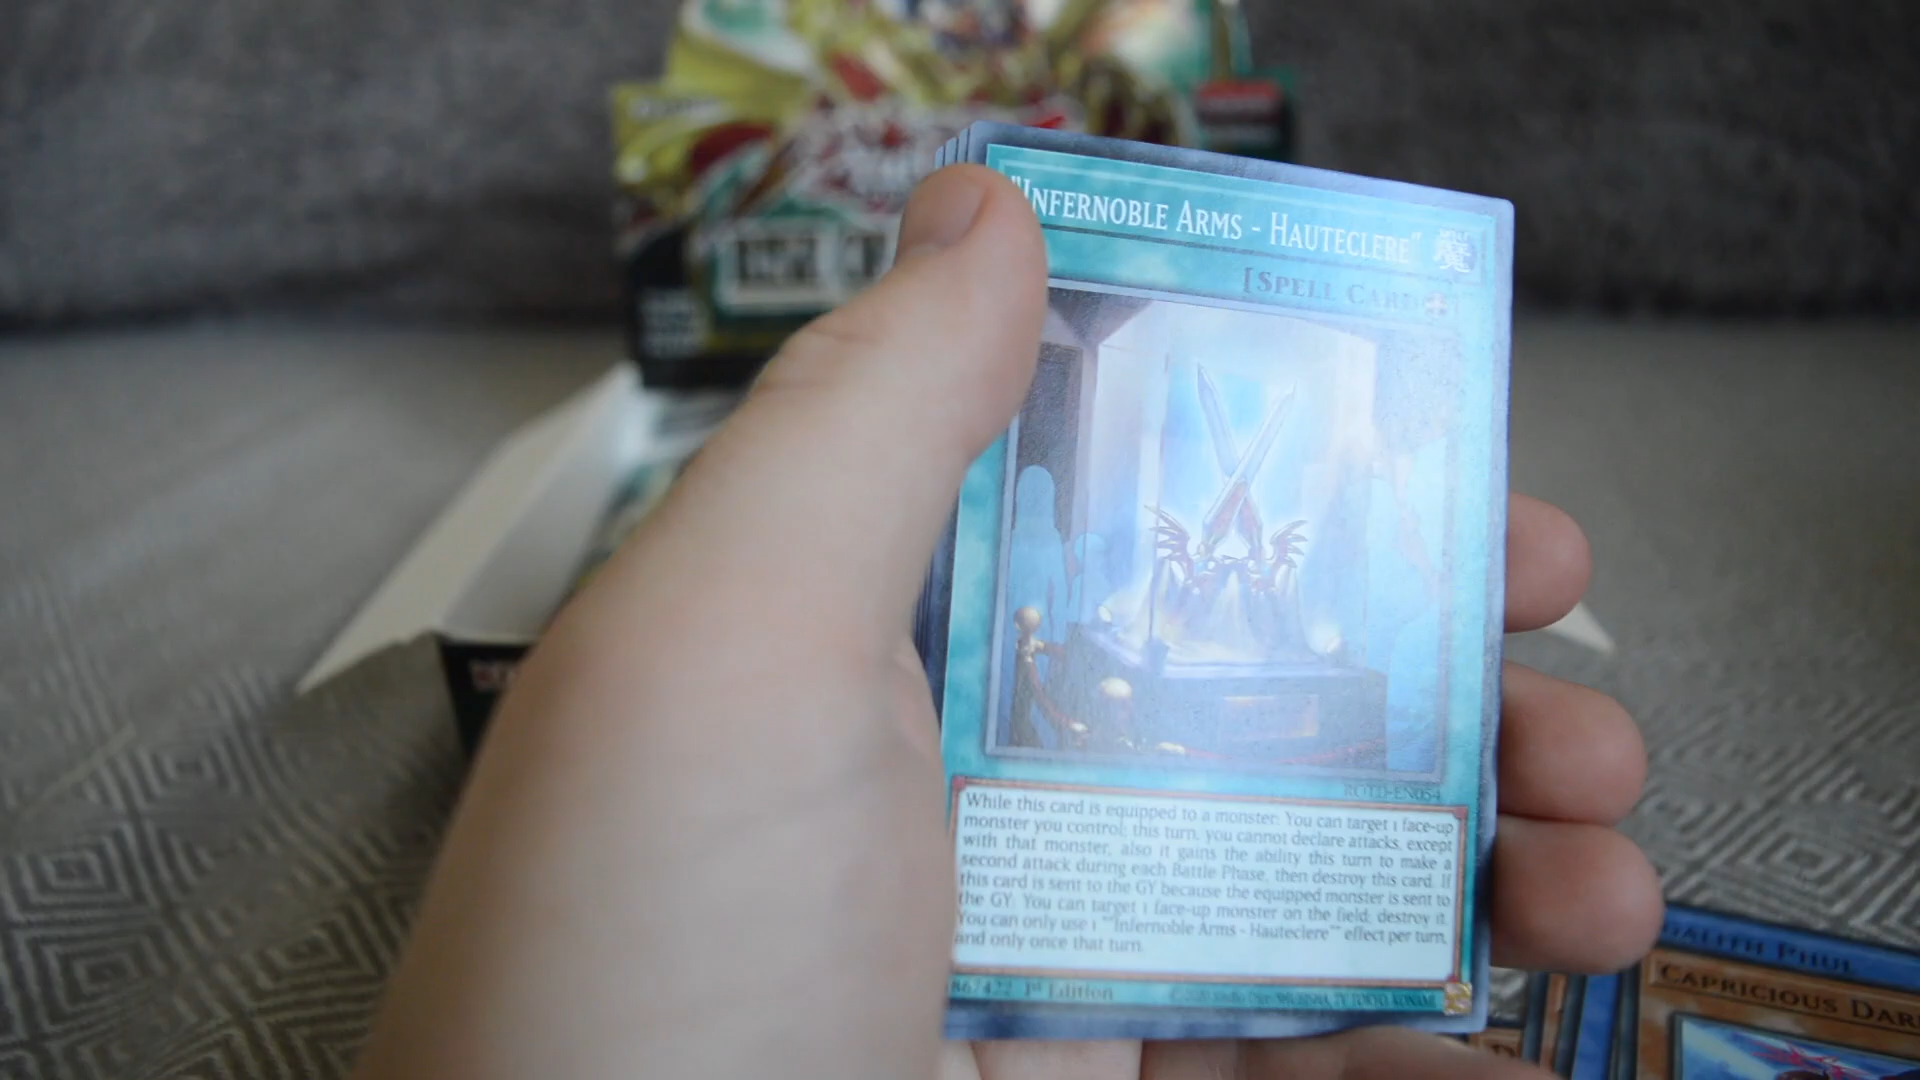 "Infernoble Arms - Hauteclere" 魔
[Spell Card
ROTD-EN054
While this card is equipped to a monster: You can target 1 face-up
monster you control; this turn, you cannot declare attacks, except
with that monster, also it gains the ability this turn to make a
second attack during each Battle Phase, then destroy this card. If
this card is sent to the GY because the equipped monster is sent to
the GY: You can target 1 face-up monster on the field; destroy it.
You can only use 1 ""Infernoble Arms - Hauteclere"" effect per turn,
and only once that turn.
867422 1st Edition
Phul
Capricious Dar